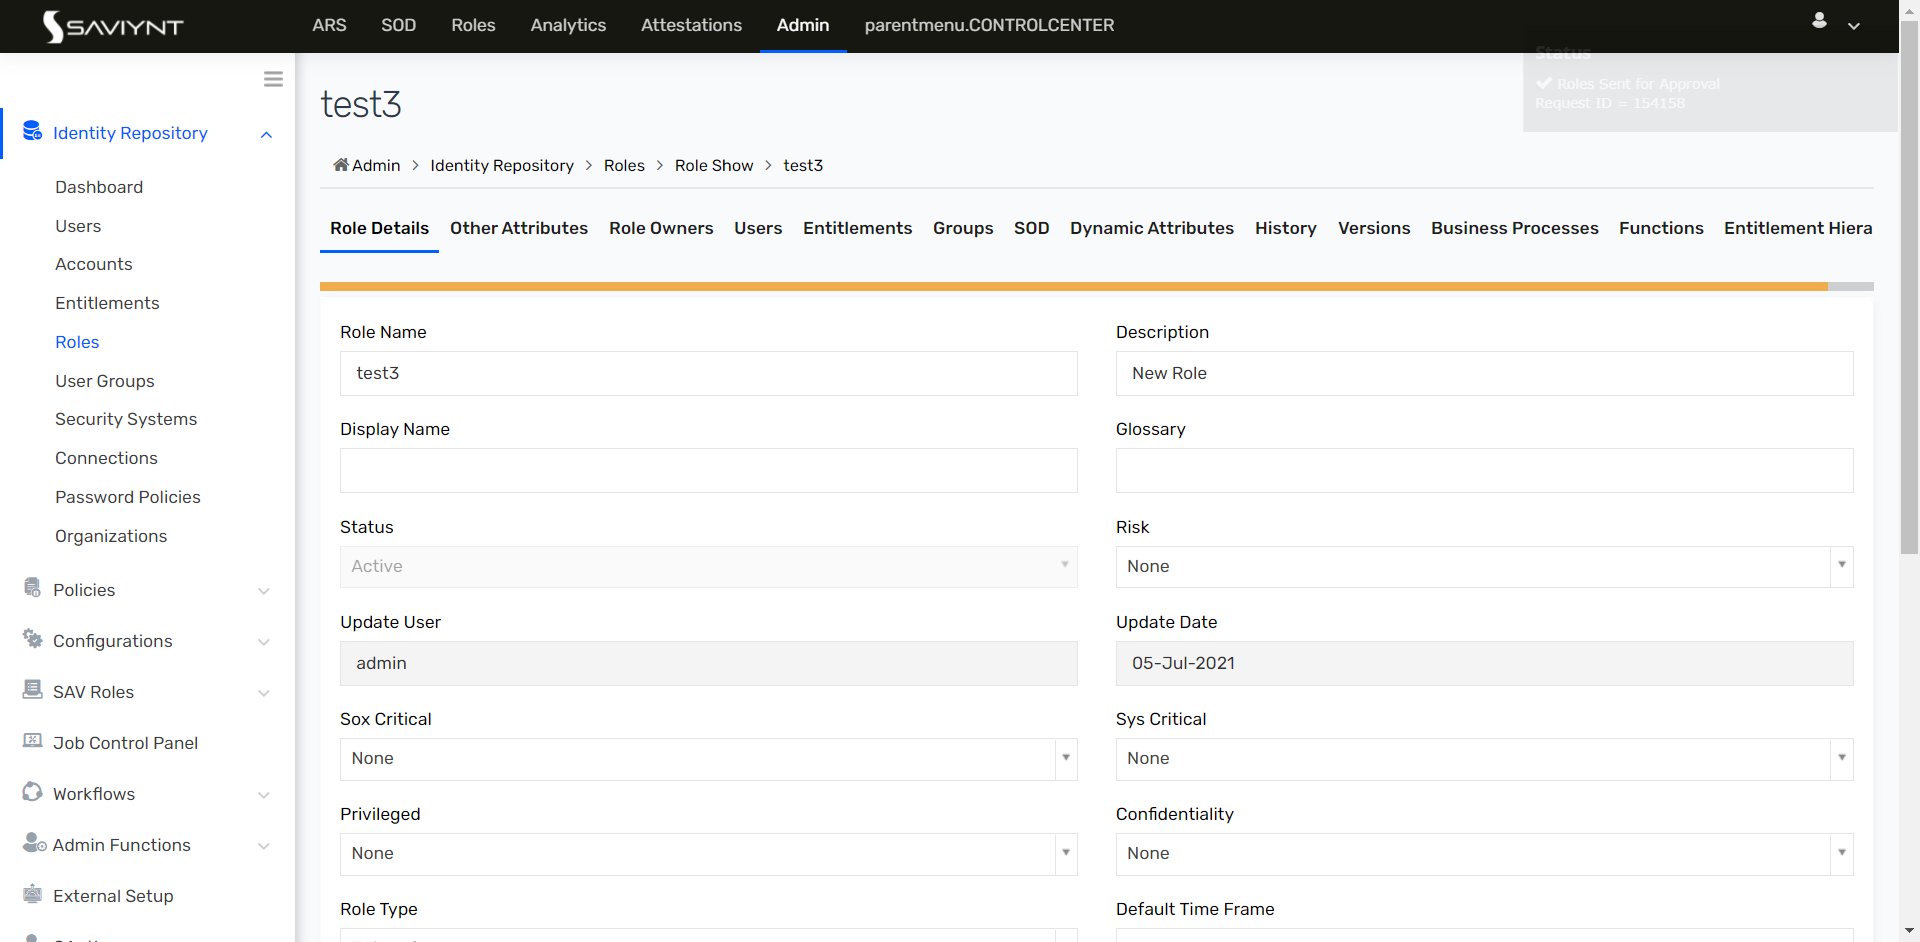 SAVIYNT
ARS SOD Roles Analytics Attestations Admin parentmenu.CONTROLCENTER
Status
Roles Sent for Approval
Request ID = 154158
Identity Repository
Dashboard
Users
Accounts
Entitlements
Roles
User Groups
Security Systems
Connections
Password Policies
Organizations
Policies
Configurations
SAV Roles
Job Control Panel
Workflows
Admin Functions
External Setup
test3
Admin > Identity Repository > Roles > Role Show > test3
Role Details Other Attributes Role Owners Users Entitlements Groups SOD Dynamic Attributes History Versions Business Processes Functions Entitlement Hiera
Role Name
test3
Description
New Role
Display Name
Glossary
Status
Active
Risk
None
Update User
admin
Update Date
05-Jul-2021
Sox Critical
None
Sys Critical
None
Privileged
None
Confidentiality
None
Role Type
Default Time Frame